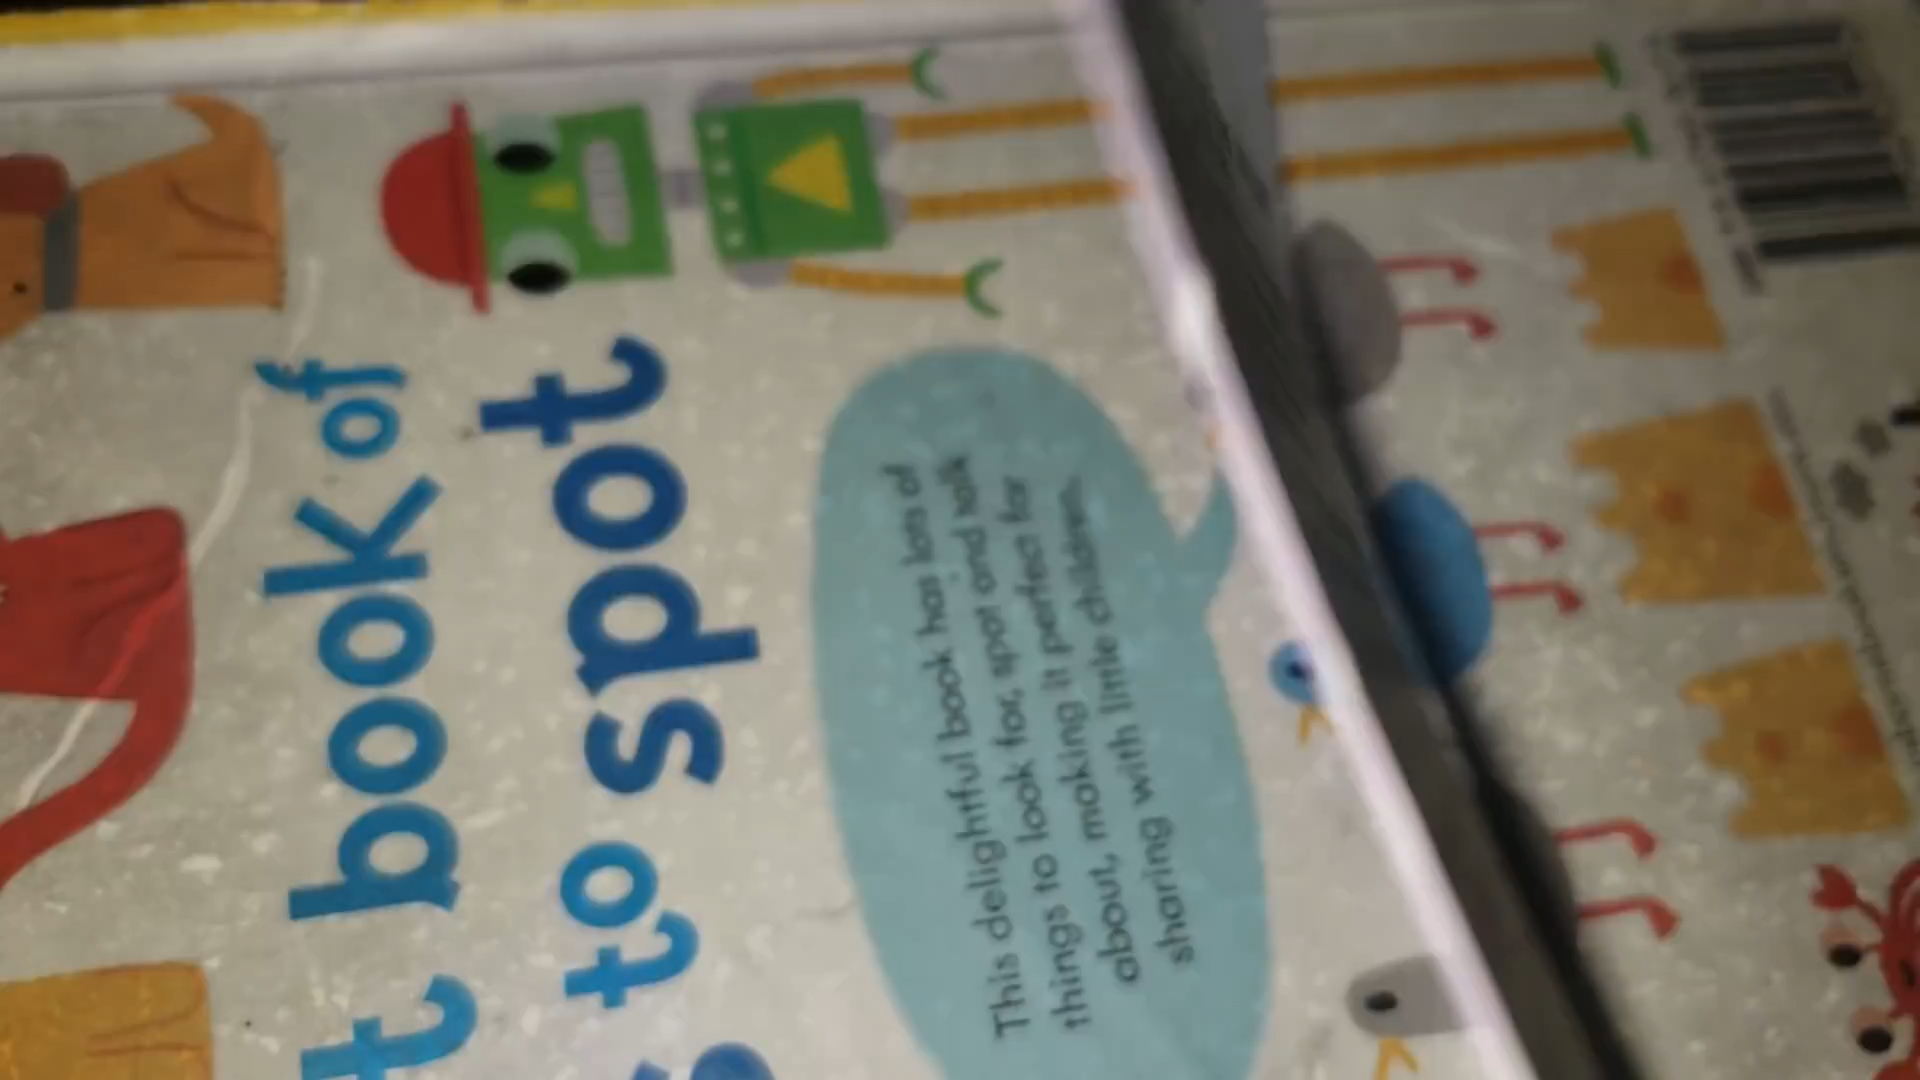 t book of
s to spot
This delightful book has lots of
things to look for, spot and talk
about, making it perfect for
sharing with little children.